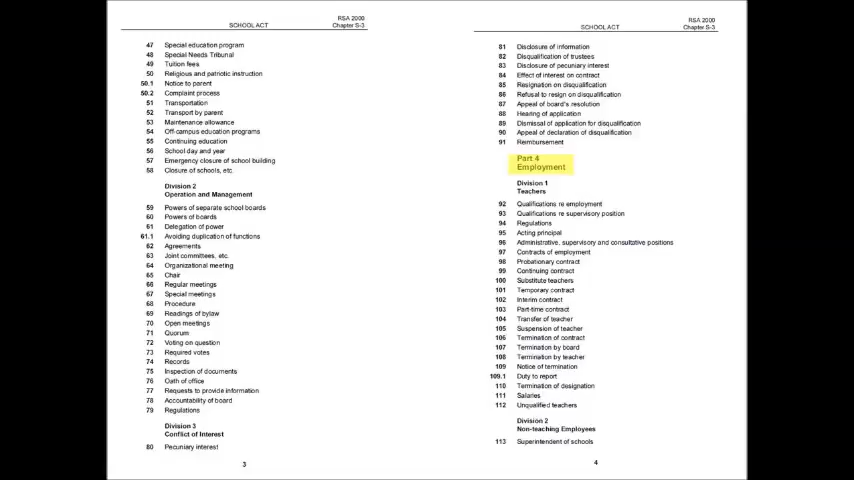 RSA 2000
SCHOOL ACT Chapter S-3
47 Special education program
48 Special Needs Tribunal
49 Tuition fees
50 Religious and patriotic instruction
50.1 Notice to parent
50.2 Complaint process
51 Transportation
52 Transport by parent
53 Maintenance allowance
54 Off-campus education programs
55 Continuing education
56 School day and year
57 Emergency closure of school building
58 Closure of schools, etc.
Division 2
Operation and Management
59 Powers of separate school boards
60 Powers of boards
61 Delegation of power
61.1 Avoiding duplication of functions
62 Agreements
63 Joint committees, etc.
64 Organizational meeting
65 Chair
66 Regular meetings
67 Special meetings
68 Procedure
69 Readings of bylaw
70 Open meetings
71 Quorum
72 Voting on question
73 Required votes
74 Records
75 Inspection of documents
76 Oath of office
77 Requests to provide information
78 Accountability of board
79 Regulations
Division 3
Conflict of Interest
80 Pecuniary interest
3
RSA 2000
SCHOOL ACT Chapter S-3
81 Disclosure of information
82 Disqualification of trustees
83 Disclosure of pecuniary interest
84 Effect of interest on contract
85 Resignation on disqualification
86 Refusal to resign on disqualification
87 Appeal of board's resolution
88 Hearing of application
89 Dismissal of application for disqualification
90 Appeal of declaration of disqualification
91 Reimbursement
Part 4
Employment
Division 1
Teachers
92 Qualifications re employment
93 Qualifications re supervisory position
94 Regulations
95 Acting principal
96 Administrative, supervisory and consultative positions
97 Contracts of employment
98 Probationary contract
99 Continuing contract
100 Substitute teachers
101 Temporary contract
102 Interim contract
103 Part-time contract
104 Transfer of teacher
105 Suspension of teacher
106 Termination of contract
107 Termination by board
108 Termination by teacher
109 Notice of termination
109.1 Duty to report
110 Termination of designation
111 Salaries
112 Unqualified teachers
Division 2
Non-teaching Employees
113 Superintendent of schools
4